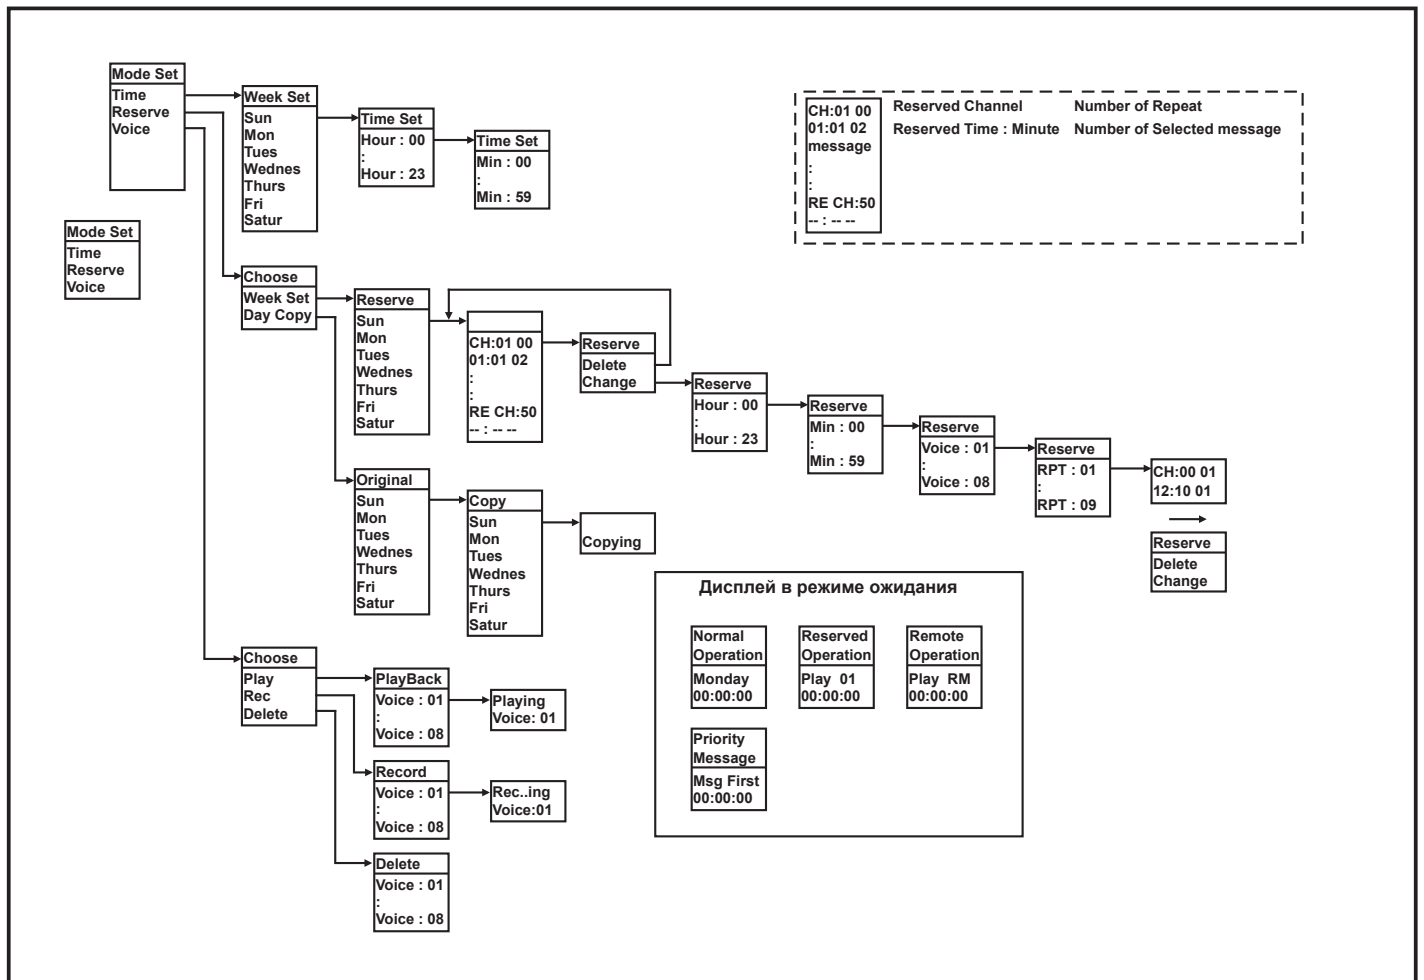 Mode Set
Time
Reserve
Voice
Week Set
Sun
Mon
Tues
Wednes
Thurs
Fri
Satur
Time Set
Hour : 00
:
Hour : 23
Time Set
Min : 00
:
Min : 59
CH:01 00
01:01 02
message
:
:
RE CH:50
-- : -- --
Reserved Channel
Number of Repeat
Reserved Time : Minute
Number of Selected message
Mode Set
Time
Reserve
Voice
Choose
Week Set
Day Copy
Reserve
Sun
Mon
Tues
Wednes
Thurs
Fri
Satur
CH:01 00
01:01 02
:
:
RE CH:50
-- : -- --
Reserve
Delete
Change
Reserve
Hour : 00
:
Hour : 23
Reserve
Min : 00
:
Min : 59
Reserve
Voice : 01
:
Voice : 08
Reserve
RPT : 01
:
RPT : 09
CH:00 01
12:10 01
Reserve
Delete
Change
Original
Sun
Mon
Tues
Wednes
Thurs
Fri
Satur
Copy
Sun
Mon
Tues
Wednes
Thurs
Fri
Satur
Copying
Дисплей в режиме ожидания
Normal
Operation
Monday
00:00:00
Reserved
Operation
Play 01
00:00:00
Remote
Operation
Play RM
00:00:00
Priority
Message
Msg First
00:00:00
Choose
Play
Rec
Delete
PlayBack
Voice : 01
:
Voice : 08
Playing
Voice: 01
Record
Voice : 01
:
Voice : 08
Rec..ing
Voice:01
Delete
Voice : 01
:
Voice : 08